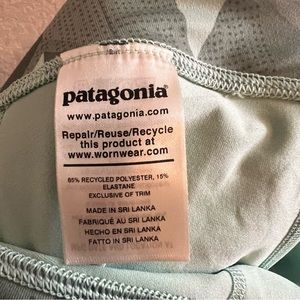 patagonia
www.patagonia.com
Repair/Reuse/Recycle
this product at
www.wornwear.com
85% RECYCLED POLYESTER, 15%
ELASTANE
EXCLUSIVE OF TRIM
MADE IN SRI LANKA
FABRIQUÉ AU SRI LANKA
HECHO EN SRI LANKA
FATTO IN SRI LANKA